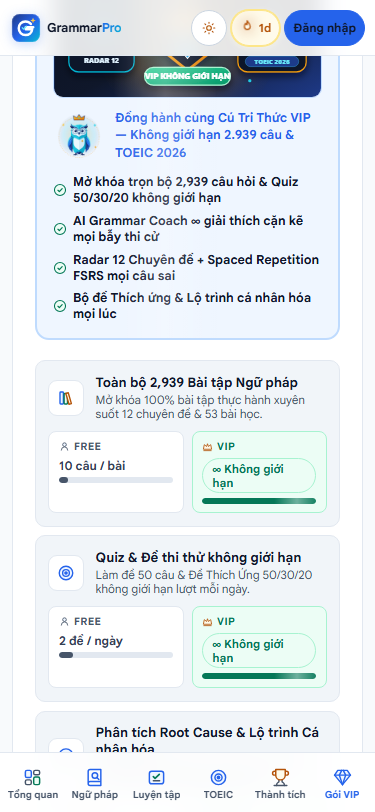 GrammarPro
1d
Đăng nhập
RADAR 12
VIP KHÔNG GIỚI HẠN
TOEIC 2026
Đồng hành cùng Cú Tri Thức VIP
— Không giới hạn 2.939 câu &
TOEIC 2026
Mở khóa trọn bộ 2,939 câu hỏi & Quiz
50/30/20 không giới hạn
AI Grammar Coach ∞ giải thích cặn kẽ
mọi bẫy thi cử
Radar 12 Chuyên đề + Spaced Repetition
FSRS mọi câu sai
Bộ đề Thích ứng & Lộ trình cá nhân hóa
mọi lúc
Toàn bộ 2,939 Bài tập Ngữ pháp
Mở khóa 100% bài tập thực hành xuyên
suốt 12 chuyên đề & 53 bài học.
FREE
10 câu / bài
VIP
∞ Không giới
hạn
Quiz & Đề thi thử không giới hạn
Làm đề 50 câu & Đề Thích Ứng 50/30/20
không giới hạn lượt mỗi ngày.
FREE
2 đề / ngày
VIP
∞ Không giới
hạn
Phân tích Root Cause & Lộ trình Cá
nhân hóa
Tổng quan
Ngữ pháp
Luyện tập
TOEIC
Thành tích
Gói VIP